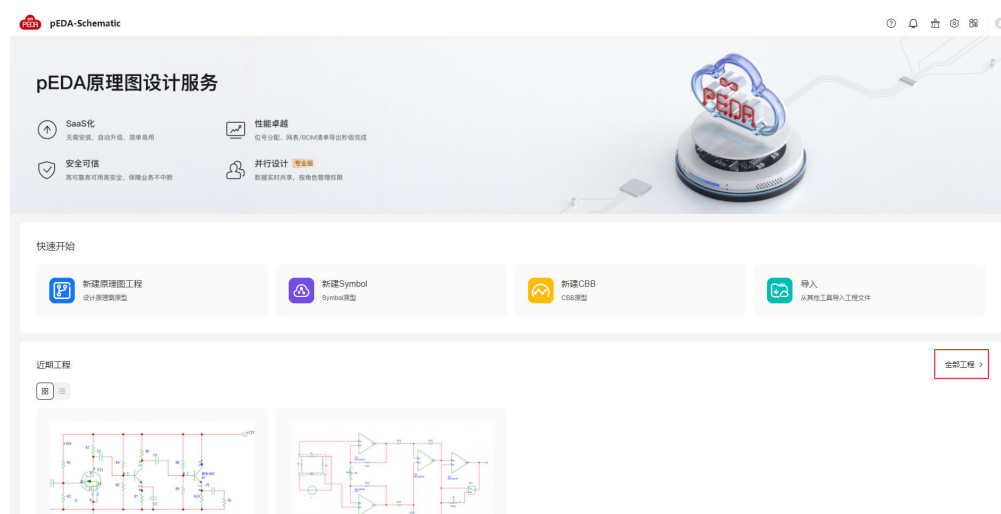 PEDA
pEDA-Schematic
pEDA原理图设计服务
SaaS化
无需安装，自动升级，简单易用
性能卓越
位号分配、网表/BOM清单导出秒级完成
安全可信
高可靠高可用高安全，保障业务不中断
并行设计 专业版
数据实时共享，按角色管理权限
PEDA
快速开始
新建原理图工程
设计原理图原型
新建Symbol
Symbol原型
新建CBB
CBB原型
导入
从其他工具导入工程文件
近期工程
全部工程 >